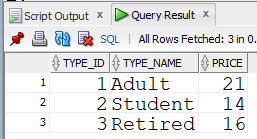 Script Output × Query Result ×
SQL | All Rows Fetched: 3 in 0.
TYPE_ID TYPE_NAME PRICE
1 1 Adult 21
2 2 Student 14
3 3 Retired 16